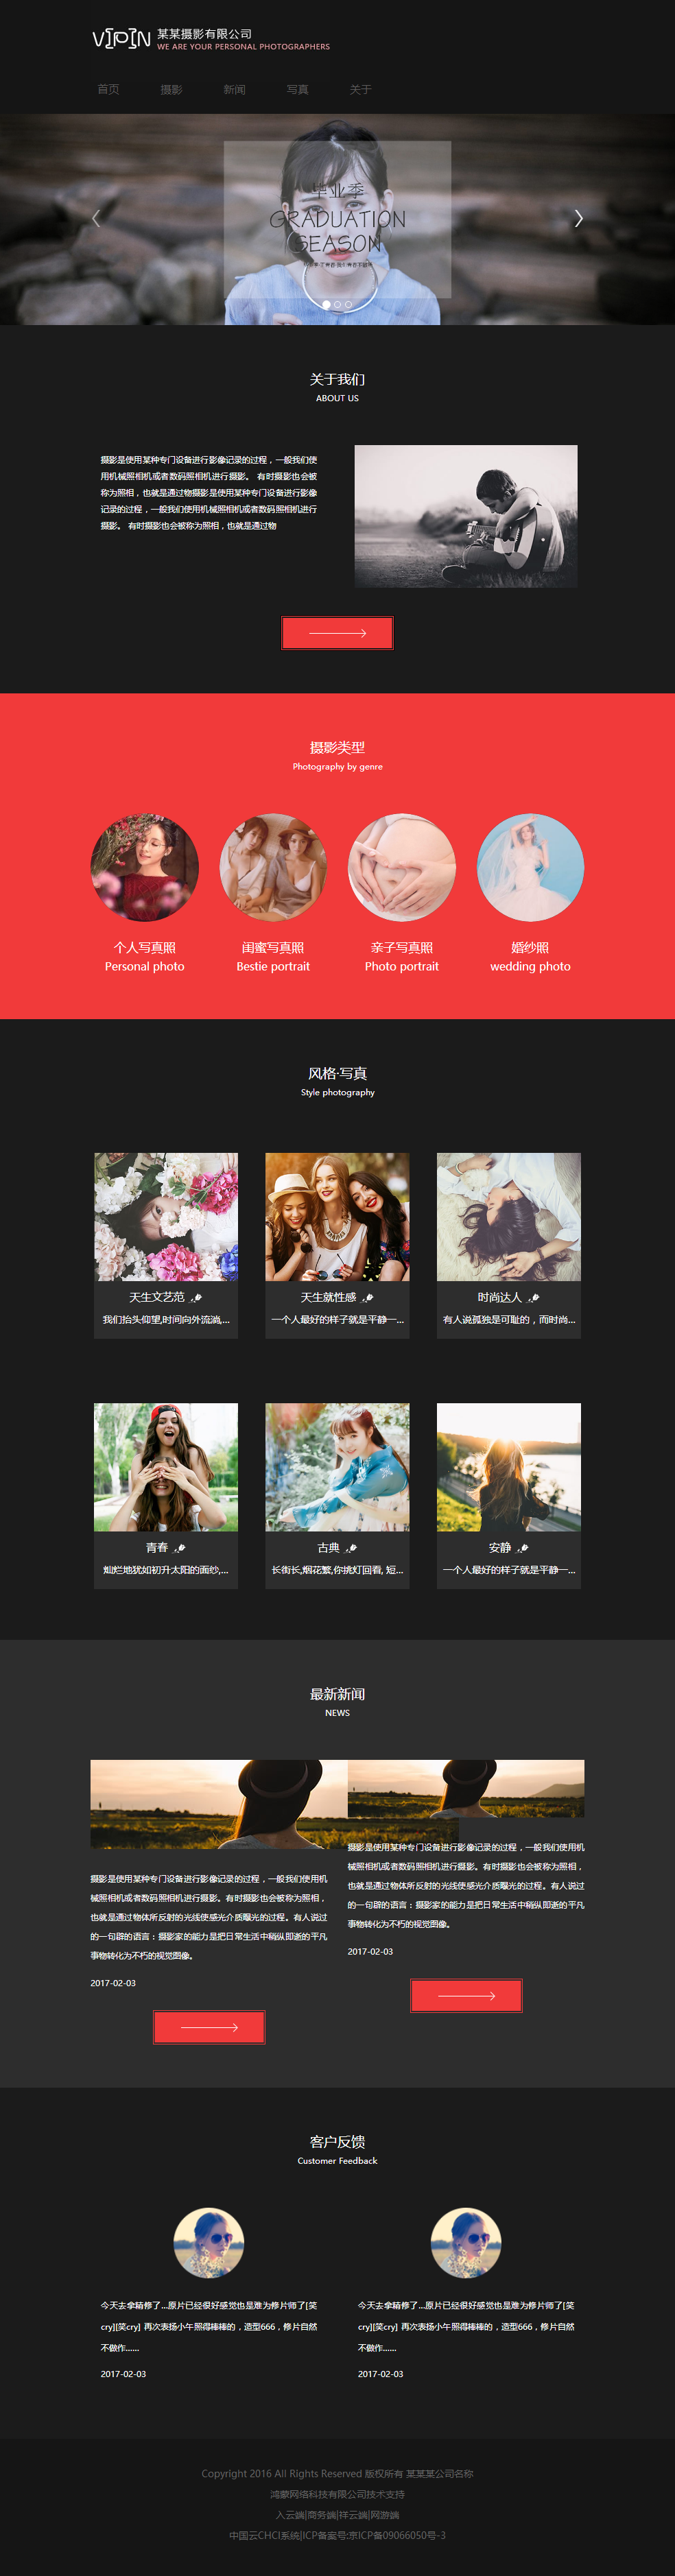 VIPIN 某某摄影有限公司
WE ARE YOUR PERSONAL PHOTOGRAPHERS
首页 摄影 新闻 写真 关于
毕业季
GRADUATION
SEASON
关于我们
ABOUT US
摄影是使用某种专门设备进行影像记录的过程，一般我们使
用机械照相机或者数码照相机进行摄影。 有时摄影也会被
称为照相，也就是通过物摄影是使用某种专门设备进行影像
记录的过程，一般我们使用机械照相机或者数码照相机进行
摄影。 有时摄影也会被称为照相，也就是通过物
摄影类型
Photography by genre
个人写真照
Personal photo
闺蜜写真照
Bestie portrait
亲子写真照
Photo portrait
婚纱照
wedding photo
风格·写真
Style photography
天生文艺范
我们抬头仰望,时间向外流淌,...
天生就性感
一个人最好的样子就是平静一...
时尚达人
有人说孤独是可耻的，而时尚...
青春
灿烂地犹如初升太阳的面纱,...
古典
长街长,烟花繁,你挑灯回看, 短...
安静
一个人最好的样子就是平静一...
最新新闻
NEWS
摄影是使用某种专门设备进行影像记录的过程，一般我们使用机
械照相机或者数码照相机进行摄影。有时摄影也会被称为照相，
也就是通过物体所反射的光线使感光介质曝光的过程。有人说过
的一句辟的语言：摄影家的能力是把日常生活中稍纵即逝的平凡
事物转化为不朽的视觉图像。
2017-02-03
摄影是使用某种专门设备进行影像记录的过程，一般我们使用机
械照相机或者数码照相机进行摄影。有时摄影也会被称为照相，
也就是通过物体所反射的光线使感光介质曝光的过程。有人说过
的一句辟的语言：摄影家的能力是把日常生活中稍纵即逝的平凡
事物转化为不朽的视觉图像。
2017-02-03
客户反馈
Customer Feedback
今天去拿精修了...原片已经很好感觉也是难为修片师了[笑
cry][笑cry] 再次表扬小午照得棒棒的，造型666，修片自然
不做作......
2017-02-03
今天去拿精修了...原片已经很好感觉也是难为修片师了[笑
cry][笑cry] 再次表扬小午照得棒棒的，造型666，修片自然
不做作......
2017-02-03
Copyright 2016 All Rights Reserved 版权所有 某某某公司名称
鸿蒙网络科技有限公司技术支持
入云端|商务端|祥云端|网游端
中国云CHCI系统|ICP备案号:京ICP备09066050号-3